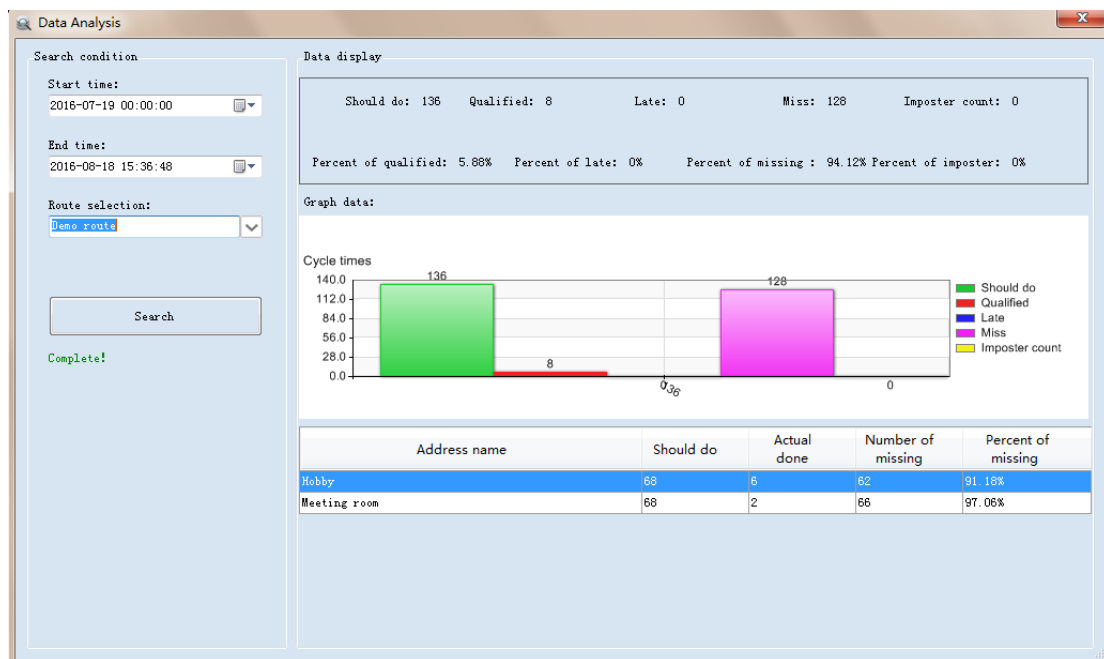 Data Analysis
x
Search condition
Start time:
2016-07-19 00:00:00
End time:
2016-08-18 15:36:48
Route selection:
Demo route
Search
Complete!
Data display
Should do: 136 Qualified: 8 Late: 0 Miss: 128 Imposter count: 0
Percent of qualified: 5.88% Percent of late: 0% Percent of missing : 94.12% Percent of imposter: 0%
Graph data:
Cycle times
140.0
112.0
84.0
56.0
28.0
0.0
136
8
0
128
0
136
Should do
Qualified
Late
Miss
Imposter count
Address name Should do Actual done Number of missing Percent of missing
Hobby 68 6 62 91.18%
Meeting room 68 2 66 97.06%